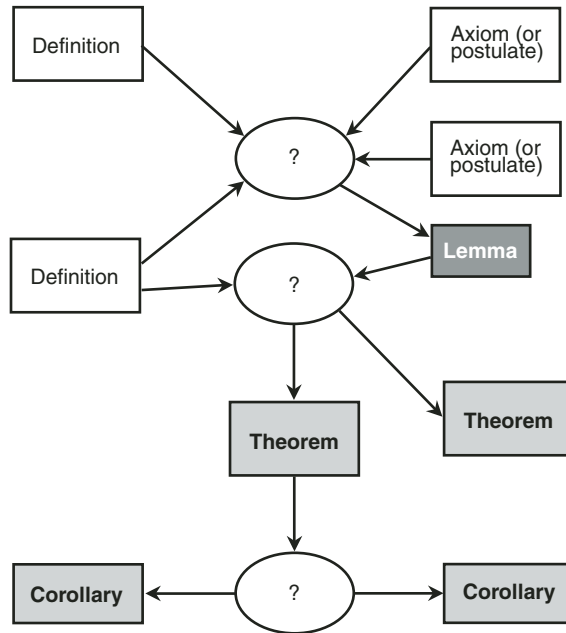 Definition
Axiom (or
postulate)
?
Axiom (or
postulate)
Definition
Lemma
?
Theorem
Theorem
Corollary
?
Corollary